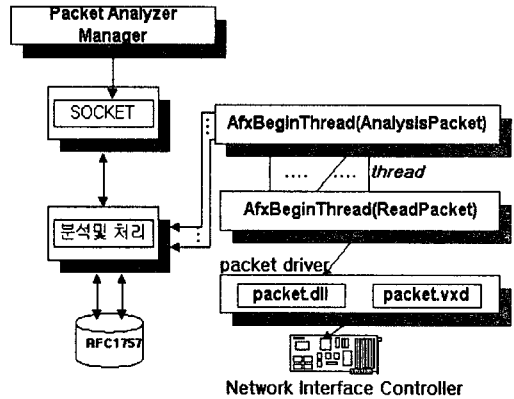 Packet Analyzer
Manager
SOCKET
AfxBeginThread(AnalysisPacket)
.... ....
thread
AfxBeginThread(ReadPacket)
분석및 처리
packet driver
packet.dll
packet.vxd
RFC1757
Network Interface Controller